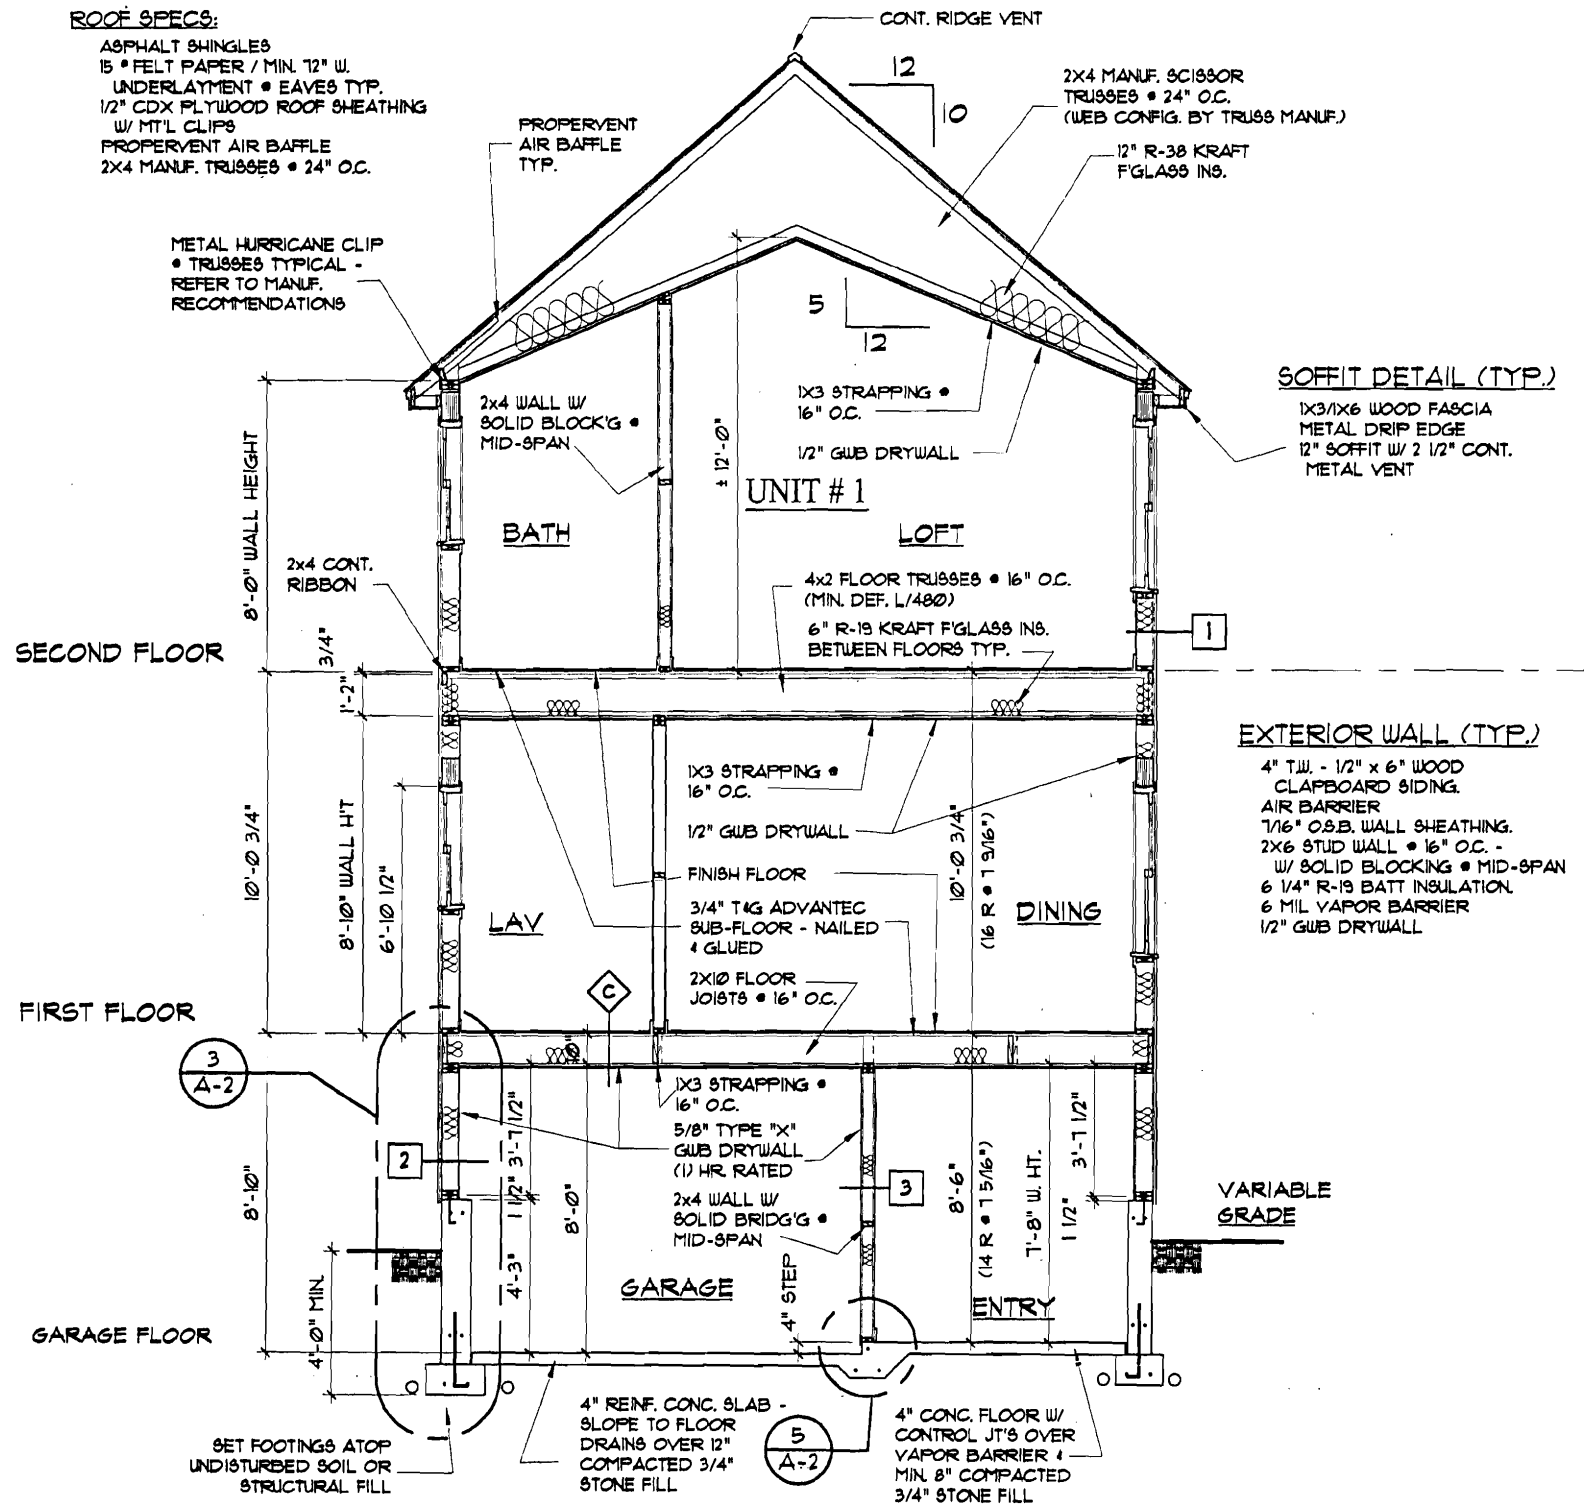 ROOF SPECS:
ASPHALT SHINGLES
15 # FELT PAPER / MIN. 72" W.
UNDERLAYMENT @ EAVES TYP.
1/2" CDX PLYWOOD ROOF SHEATHING
W/ MT'L CLIPS
PROPERVENT AIR BAFFLE
2X4 MANUF. TRUSSES @ 24" O.C.
CONT. RIDGE VENT
12
10
2X4 MANUF. SCISSOR
TRUSSES @ 24" O.C.
(WEB CONFIG. BY TRUSS MANUF.)
PROPERVENT
AIR BAFFLE
TYP.
12" R-38 KRAFT
F'GLASS INS.
METAL HURRICANE CLIP
@ TRUSSES TYPICAL -
REFER TO MANUF.
RECOMMENDATIONS
5
12
SOFFIT DETAIL (TYP.)
1X3/1X6 WOOD FASCIA
METAL DRIP EDGE
12" SOFFIT W/ 2 1/2" CONT.
METAL VENT
2x4 WALL W/
SOLID BLOCK'G @
MID-SPAN
1X3 STRAPPING @
16" O.C.
1/2" GWB DRYWALL
± 12'-0"
8'-0" WALL HEIGHT
UNIT # 1
BATH
LOFT
2x4 CONT.
RIBBON
4x2 FLOOR TRUSSES @ 16" O.C.
(MIN. DEF. L/480)
6" R-19 KRAFT F'GLASS INS.
BETWEEN FLOORS TYP.
1
SECOND FLOOR
3/4"
1'-2"
EXTERIOR WALL (TYP.)
4" T.W. - 1/2" x 6" WOOD
CLAPBOARD SIDING.
AIR BARRIER
7/16" O.S.B. WALL SHEATHING.
2X6 STUD WALL @ 16" O.C. -
W/ SOLID BLOCKING @ MID-SPAN
6 1/4" R-19 BATT INSULATION.
6 MIL VAPOR BARRIER
1/2" GWB DRYWALL
1X3 STRAPPING @
16" O.C.
1/2" GWB DRYWALL
10'-0 3/4"
8'-10" WALL H'T
6'-10 1/2"
10'-0 3/4"
(16 R @ 7 9/16")
FINISH FLOOR
3/4" T&G ADVANTEC
SUB-FLOOR - NAILED
& GLUED
LAV
DINING
2X10 FLOOR
JOISTS @ 16" O.C.
C
FIRST FLOOR
3
A-2
1X3 STRAPPING @
16" O.C.
5/8" TYPE "X"
GWB DRYWALL
(1) HR. RATED
2
3'-7 1/2"
1 1/2"
4'-3"
8'-0"
8'-10"
2x4 WALL W/
SOLID BRIDG'G @
MID-SPAN
3
8'-6"
(14 R @ 7 5/16")
7'-8" W. HT.
3'-7 1/2"
1 1/2"
VARIABLE
GRADE
4'-0" MIN.
GARAGE
4" STEP
ENTRY
GARAGE FLOOR
SET FOOTINGS ATOP
UNDISTURBED SOIL OR
STRUCTURAL FILL
4" REINF. CONC. SLAB -
SLOPE TO FLOOR
DRAINS OVER 12"
COMPACTED 3/4"
STONE FILL
5
A-2
4" CONC. FLOOR W/
CONTROL JT'S OVER
VAPOR BARRIER &
MIN. 8" COMPACTED
3/4" STONE FILL